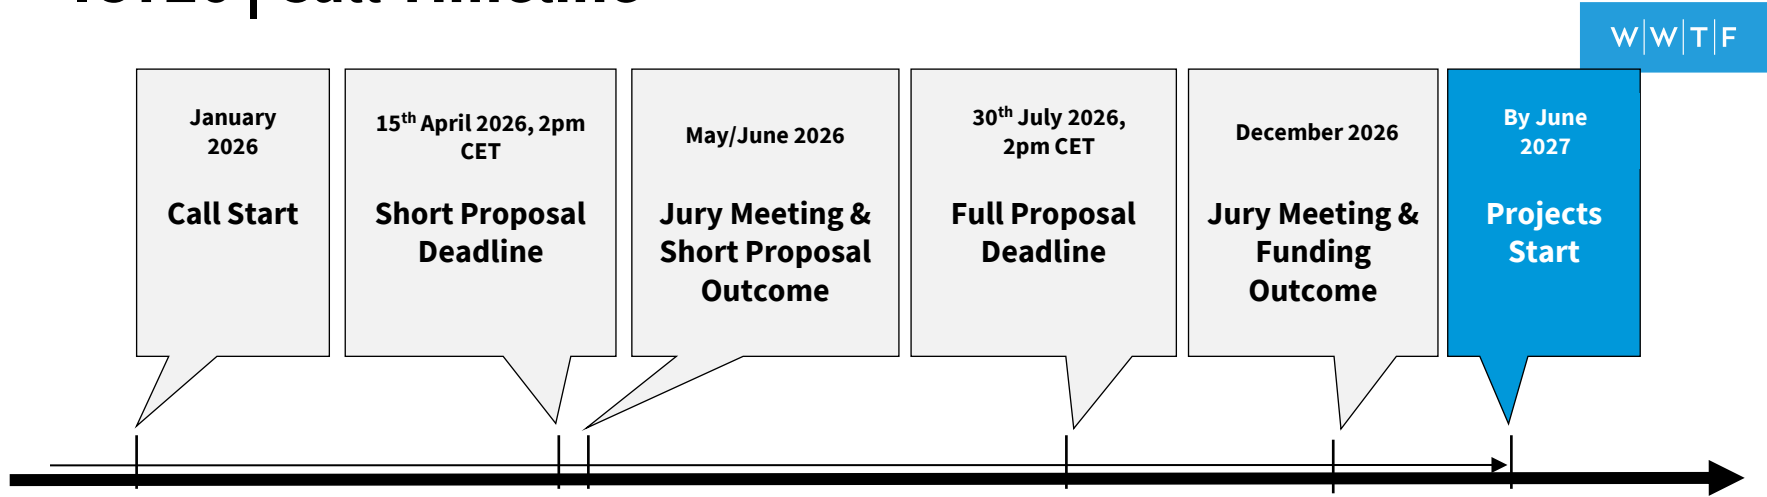 Call Timeline
W|W|T|F
January
2026
Call Start
15th April 2026, 2pm
CET
Short Proposal
Deadline
May/June 2026
Jury Meeting &
Short Proposal
Outcome
30th July 2026,
2pm CET
Full Proposal
Deadline
December 2026
Jury Meeting &
Funding
Outcome
By June
2027
Projects
Start